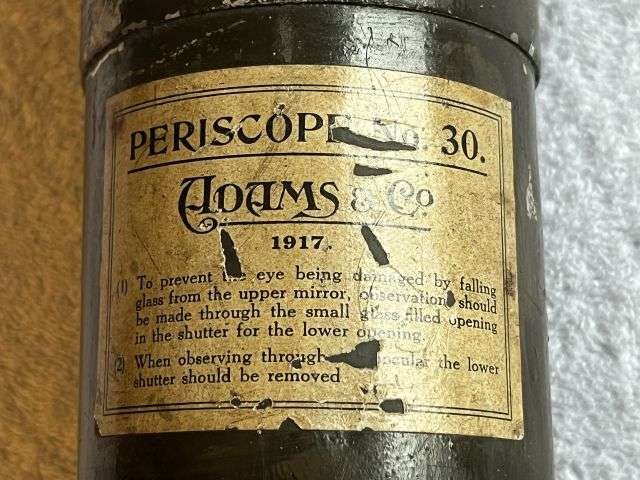 PERISCOPE No. 30.
ADAMS & Co
1917.
(1) To prevent the eye being damaged by falling
glass from the upper mirror, observation should
be made through the small glass filled opening
in the shutter for the lower opening.
(2) When observing through the lower
shutter should be removed